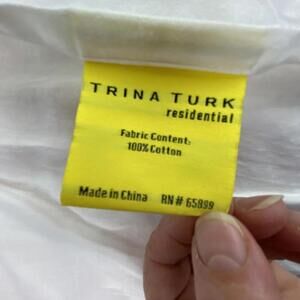 TRINA TURK
residential
Fabric Content:
100% Cotton
Made in China RN# 65899